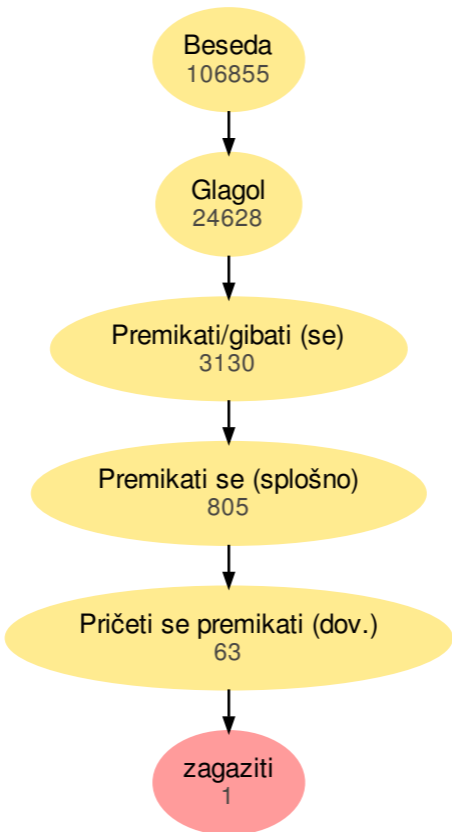 Beseda
106855
Glagol
24628
Premikati/gibati (se)
3130
Premikati se (splošno)
805
Pričeti se premikati (dov.)
63
zagaziti
1